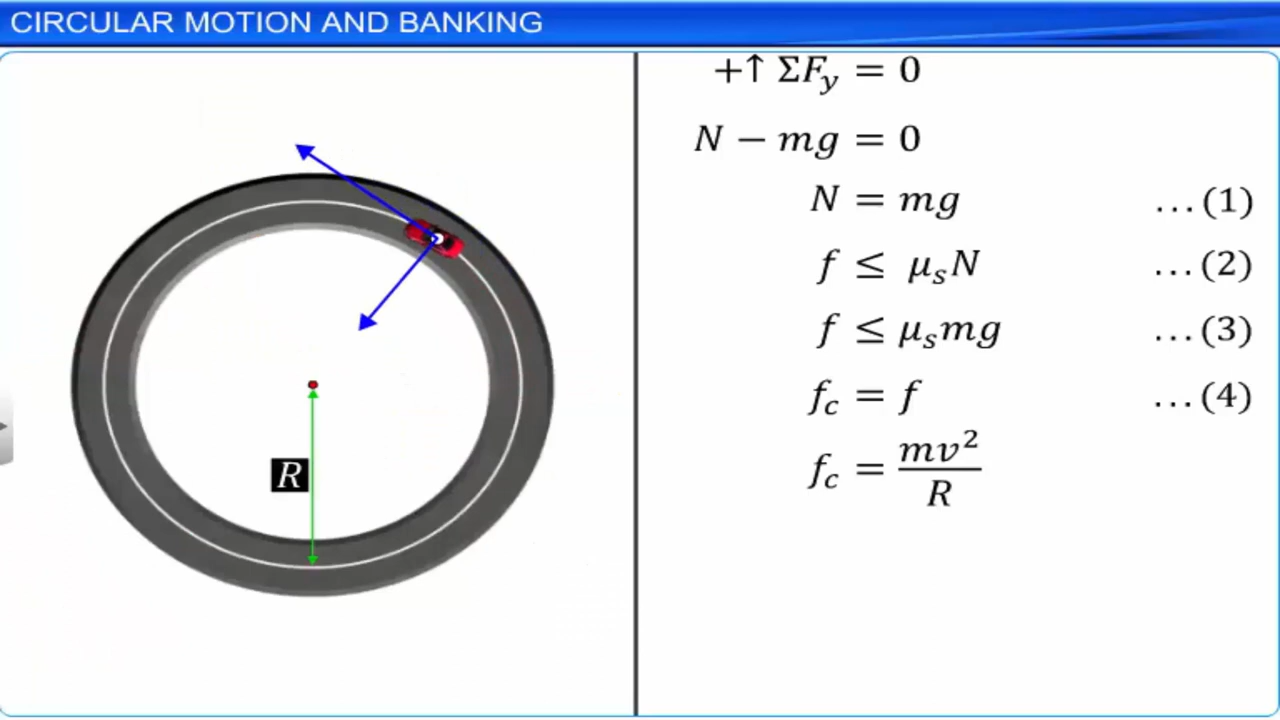 CIRCULAR MOTION AND BANKING
+↑ ΣF_y = 0
N − mg = 0
N = mg ...(1)
f ≤ μ_s N ...(2)
f ≤ μ_s mg ...(3)
f_c = f ...(4)
f_c = mv²/R
R